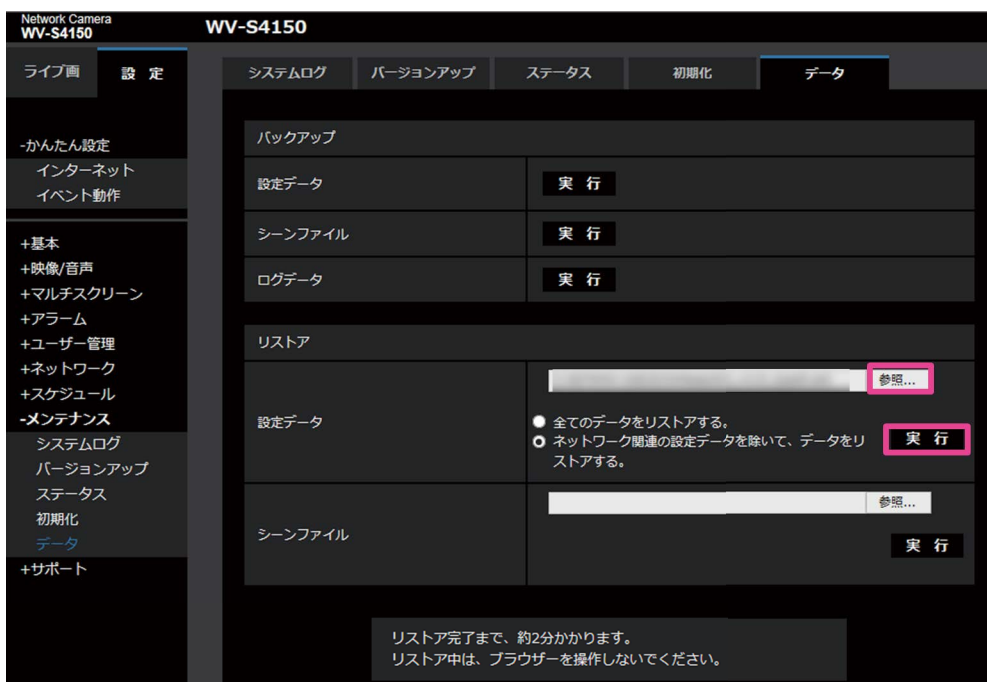 Network Camera
WV-S4150
WV-S4150
ライブ画
設 定
システムログ
バージョンアップ
ステータス
初期化
データ
-かんたん設定
インターネット
イベント動作
+基本
+映像/音声
+マルチスクリーン
+アラーム
+ユーザー管理
+ネットワーク
+スケジュール
-メンテナンス
システムログ
バージョンアップ
ステータス
初期化
データ
+サポート
バックアップ
設定データ
実 行
シーンファイル
実 行
ログデータ
実 行
リストア
設定データ
参照...
全てのデータをリストアする。
ネットワーク関連の設定データを除いて、データをリ
ストアする。
実 行
シーンファイル
参照...
実 行
リストア完了まで、約2分かかります。
リストア中は、ブラウザーを操作しないでください。